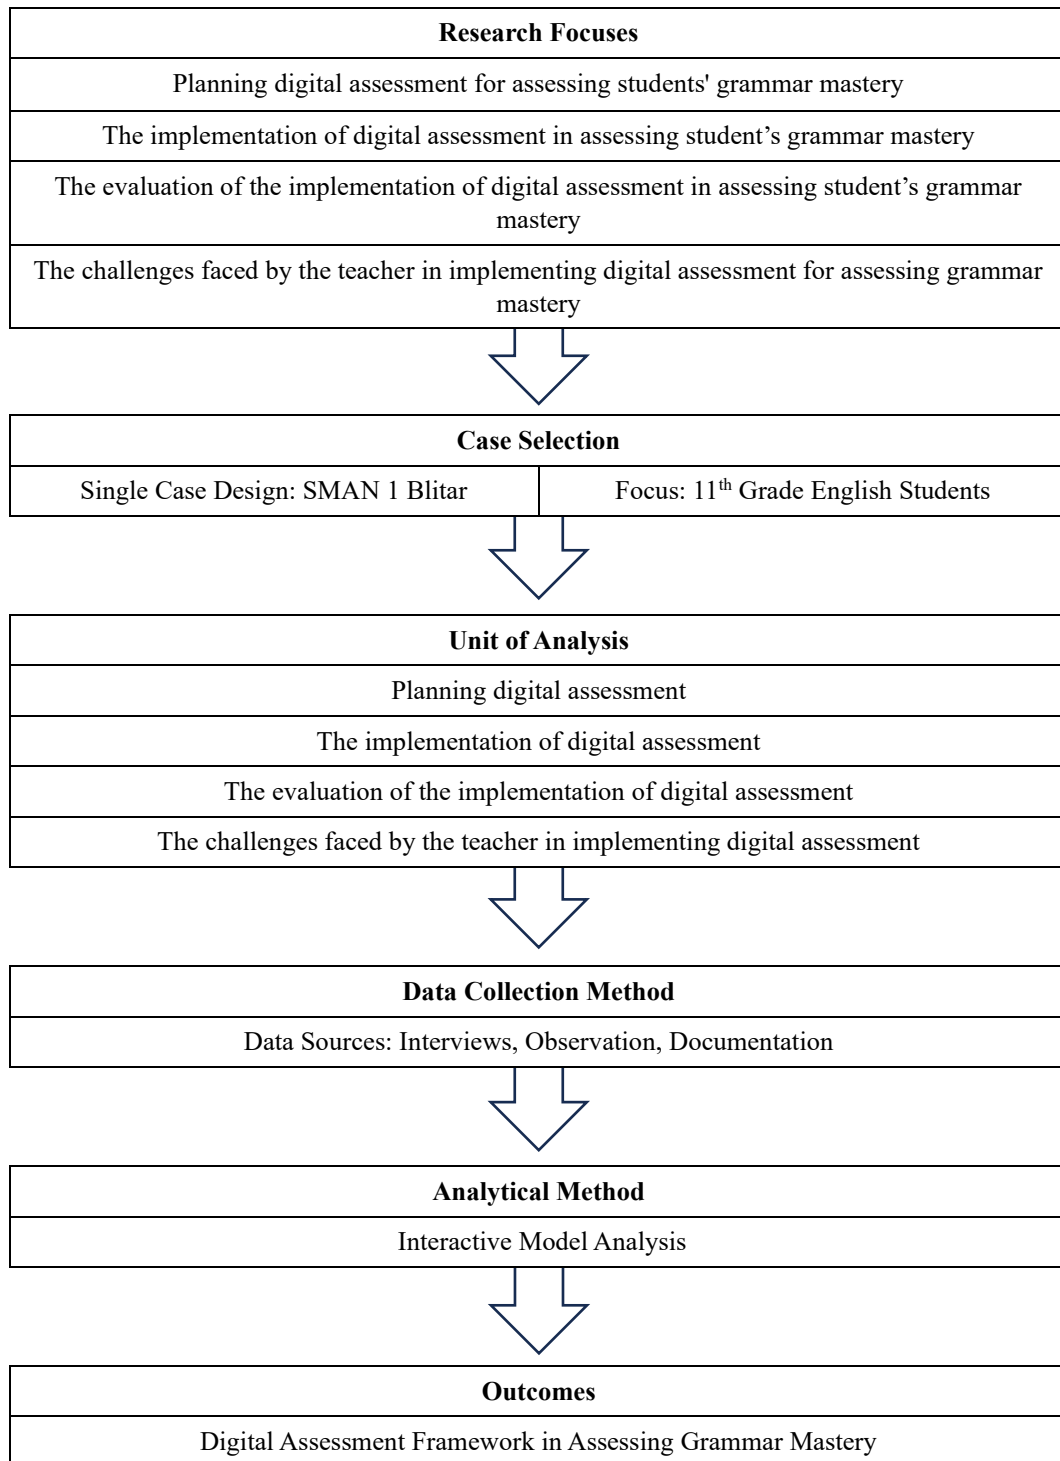 Research Focuses
Planning digital assessment for assessing students' grammar mastery
The implementation of digital assessment in assessing student’s grammar mastery
The evaluation of the implementation of digital assessment in assessing student’s grammar
mastery
The challenges faced by the teacher in implementing digital assessment for assessing grammar
mastery
Case Selection
Single Case Design: SMAN 1 Blitar
Focus: 11th Grade English Students
Unit of Analysis
Planning digital assessment
The implementation of digital assessment
The evaluation of the implementation of digital assessment
The challenges faced by the teacher in implementing digital assessment
Data Collection Method
Data Sources: Interviews, Observation, Documentation
Analytical Method
Interactive Model Analysis
Outcomes
Digital Assessment Framework in Assessing Grammar Mastery